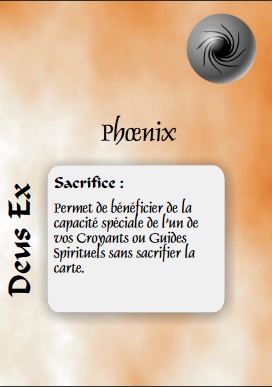 Phœnix
Deus Ex
Sacrifice :
Permet de bénéficier de la
capacité spéciale de l'un de
vos Croyants ou Guides
Spirituels sans sacrifier la
carte.